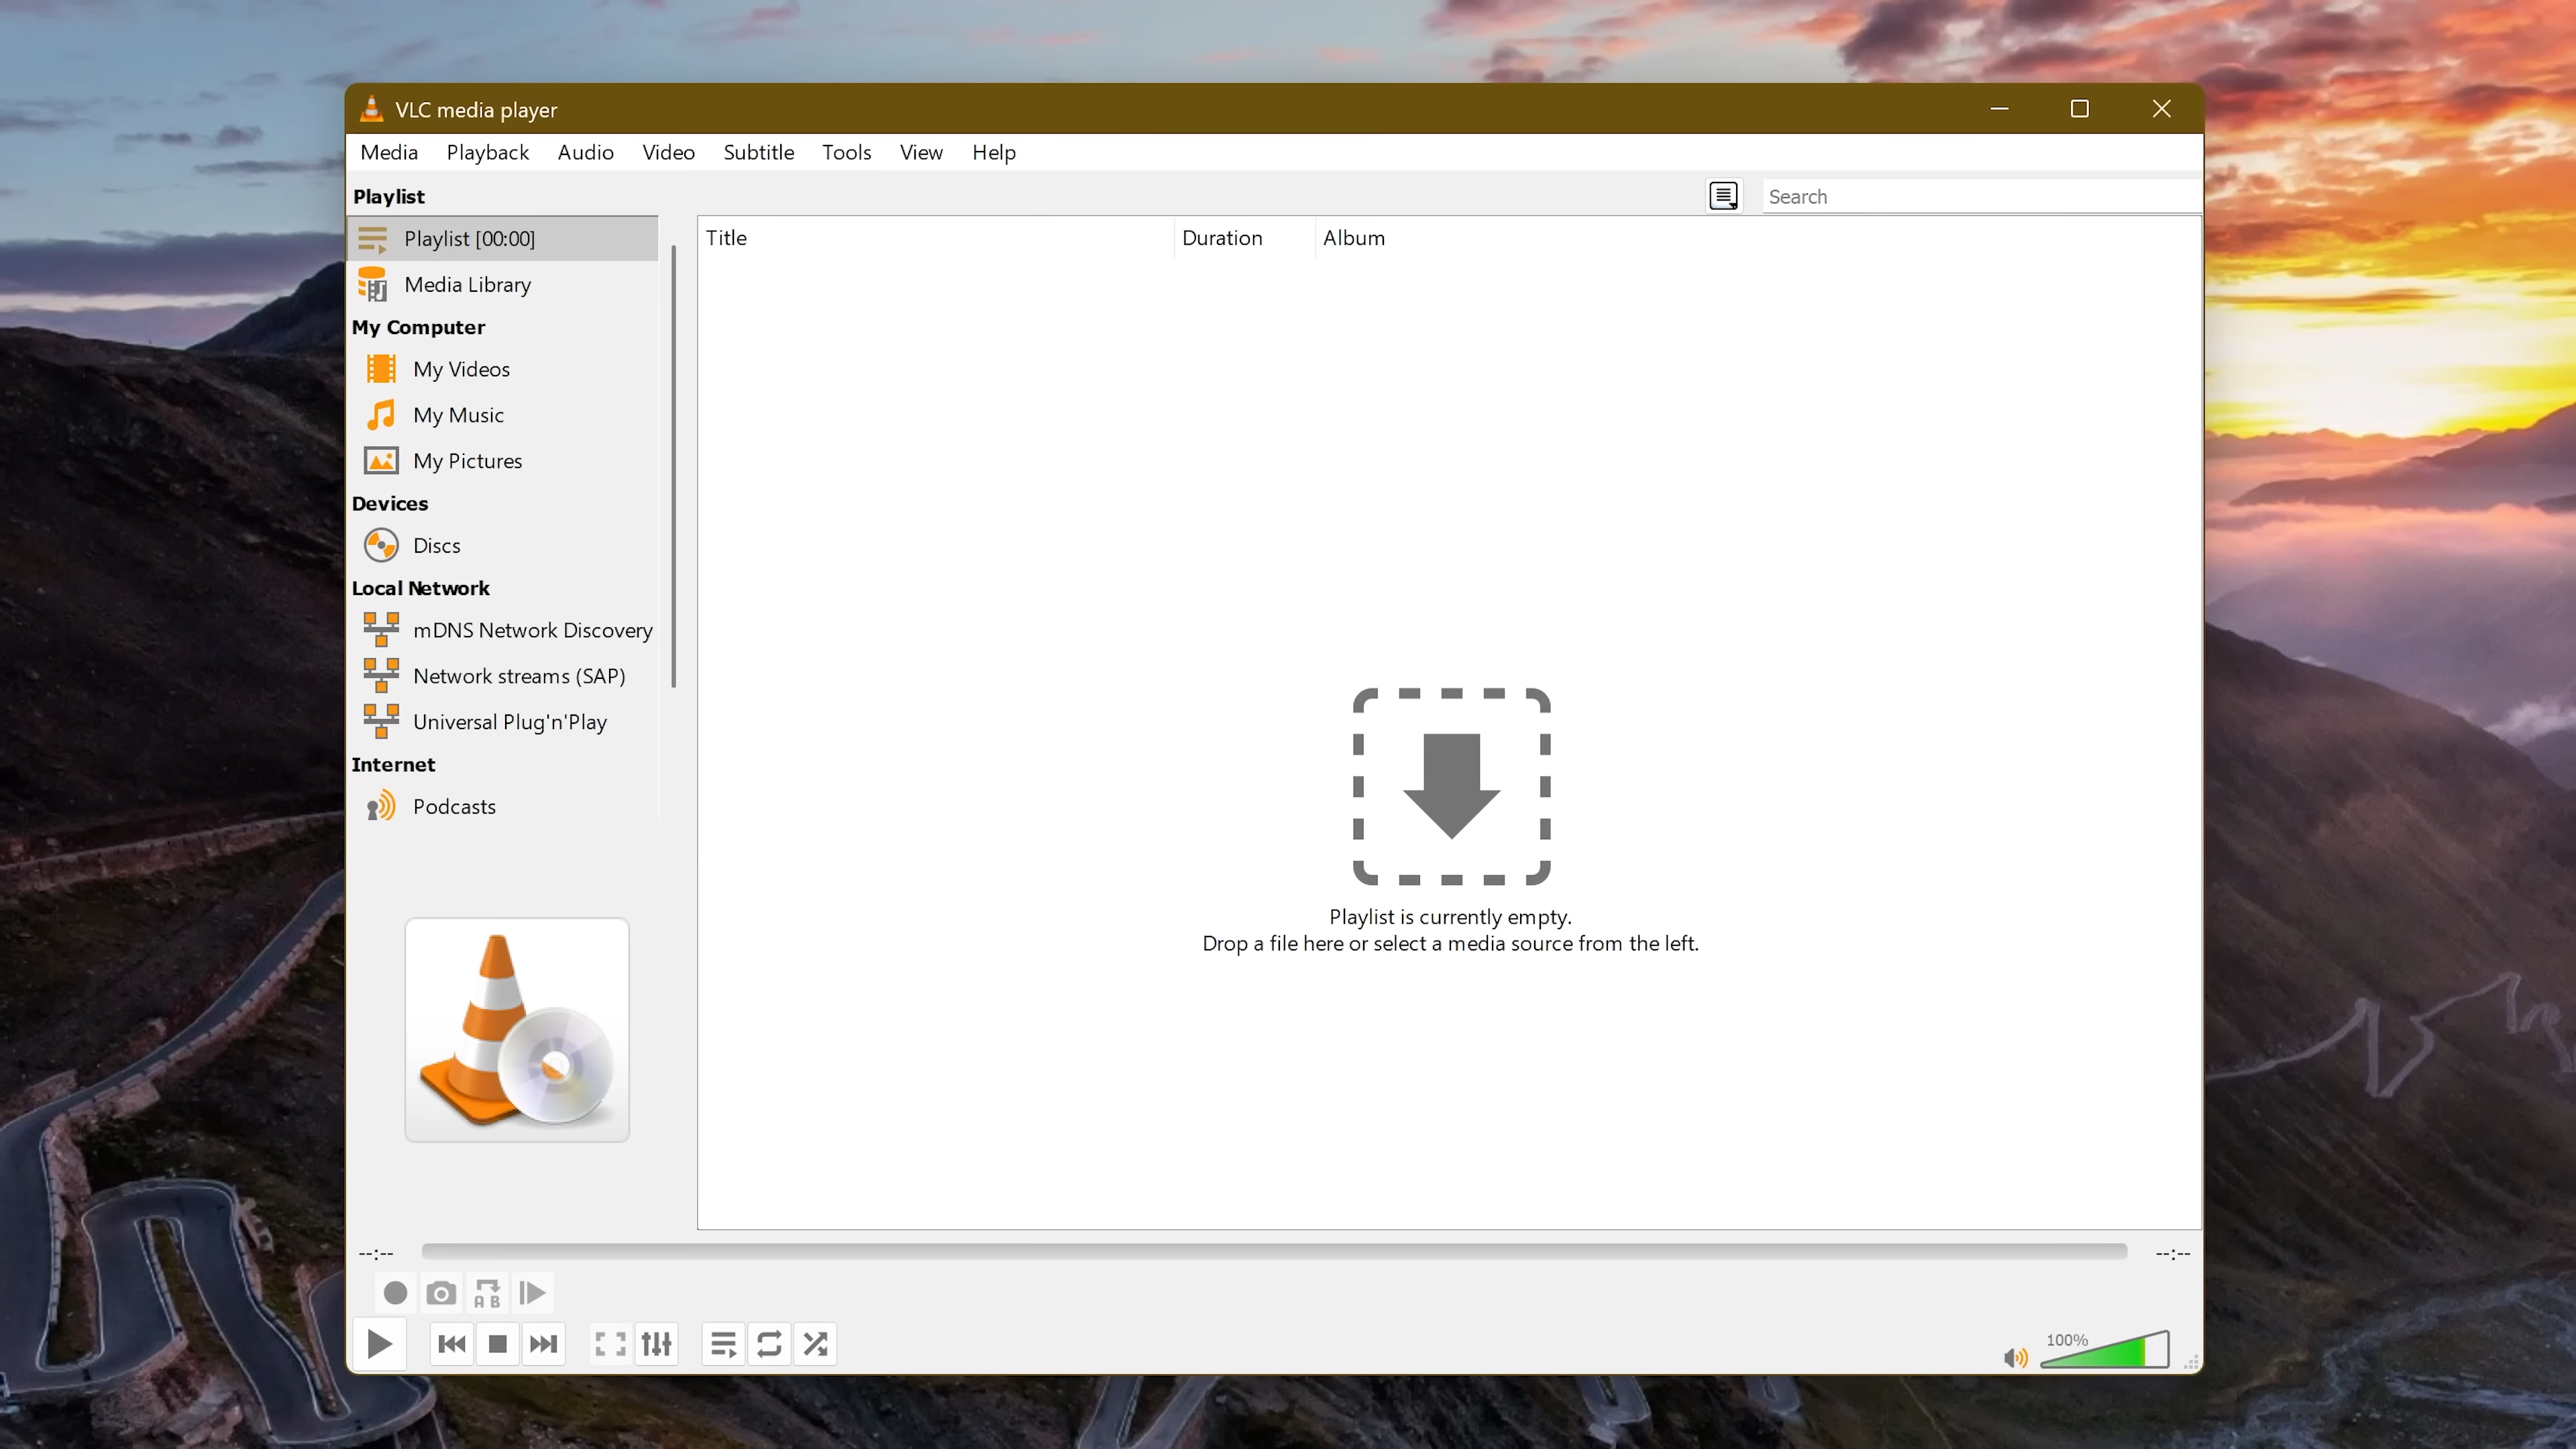 VLC media player
Media Playback Audio Video Subtitle Tools View Help
Playlist
Search
Playlist [00:00]
Media Library
My Computer
My Videos
My Music
My Pictures
Devices
Discs
Local Network
mDNS Network Discovery
Network streams (SAP)
Universal Plug'n'Play
Internet
Podcasts
Title Duration Album
Playlist is currently empty.
Drop a file here or select a media source from the left.
--:-- --:--
A B
100%